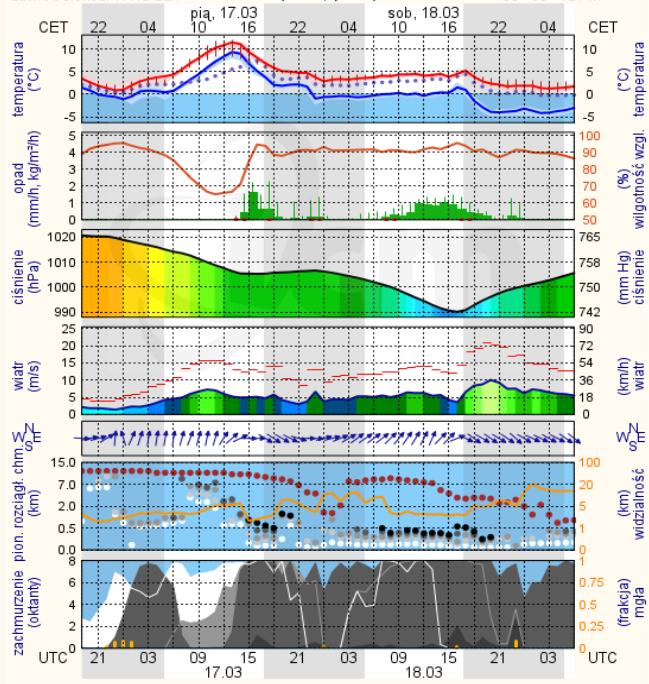 pią, 17.03 sob, 18.03
CET 22 04 10 16 22 04 10 16 22 04 CET
temperatura (°C) 10 5 0 -5 10 5 0 -5 temperatura (°C)
opad (mm/h, kg/m²/h) 5 4 3 2 1 0 100 90 80 70 60 50 (%) wilgotność wzgl.
ciśnienie (hPa) 1020 1010 1000 990 765 758 750 742 (mm Hg) ciśnienie
wiatr (m/s) 25 20 15 10 5 0 90 72 54 36 18 0 (km/h) wiatr
N W E S N W E S
pion. rozciągł. chm. (km) 15.0 7.0 2.0 0.5 0.0 100 20 5 1 0 (km) widzialność
zachmurzenie (oktanty) 8 6 4 2 0 1 0.75 0.5 0.25 0 (frakcja) mgła
UTC 21 03 09 15 21 03 09 15 21 03 UTC
17.03 18.03